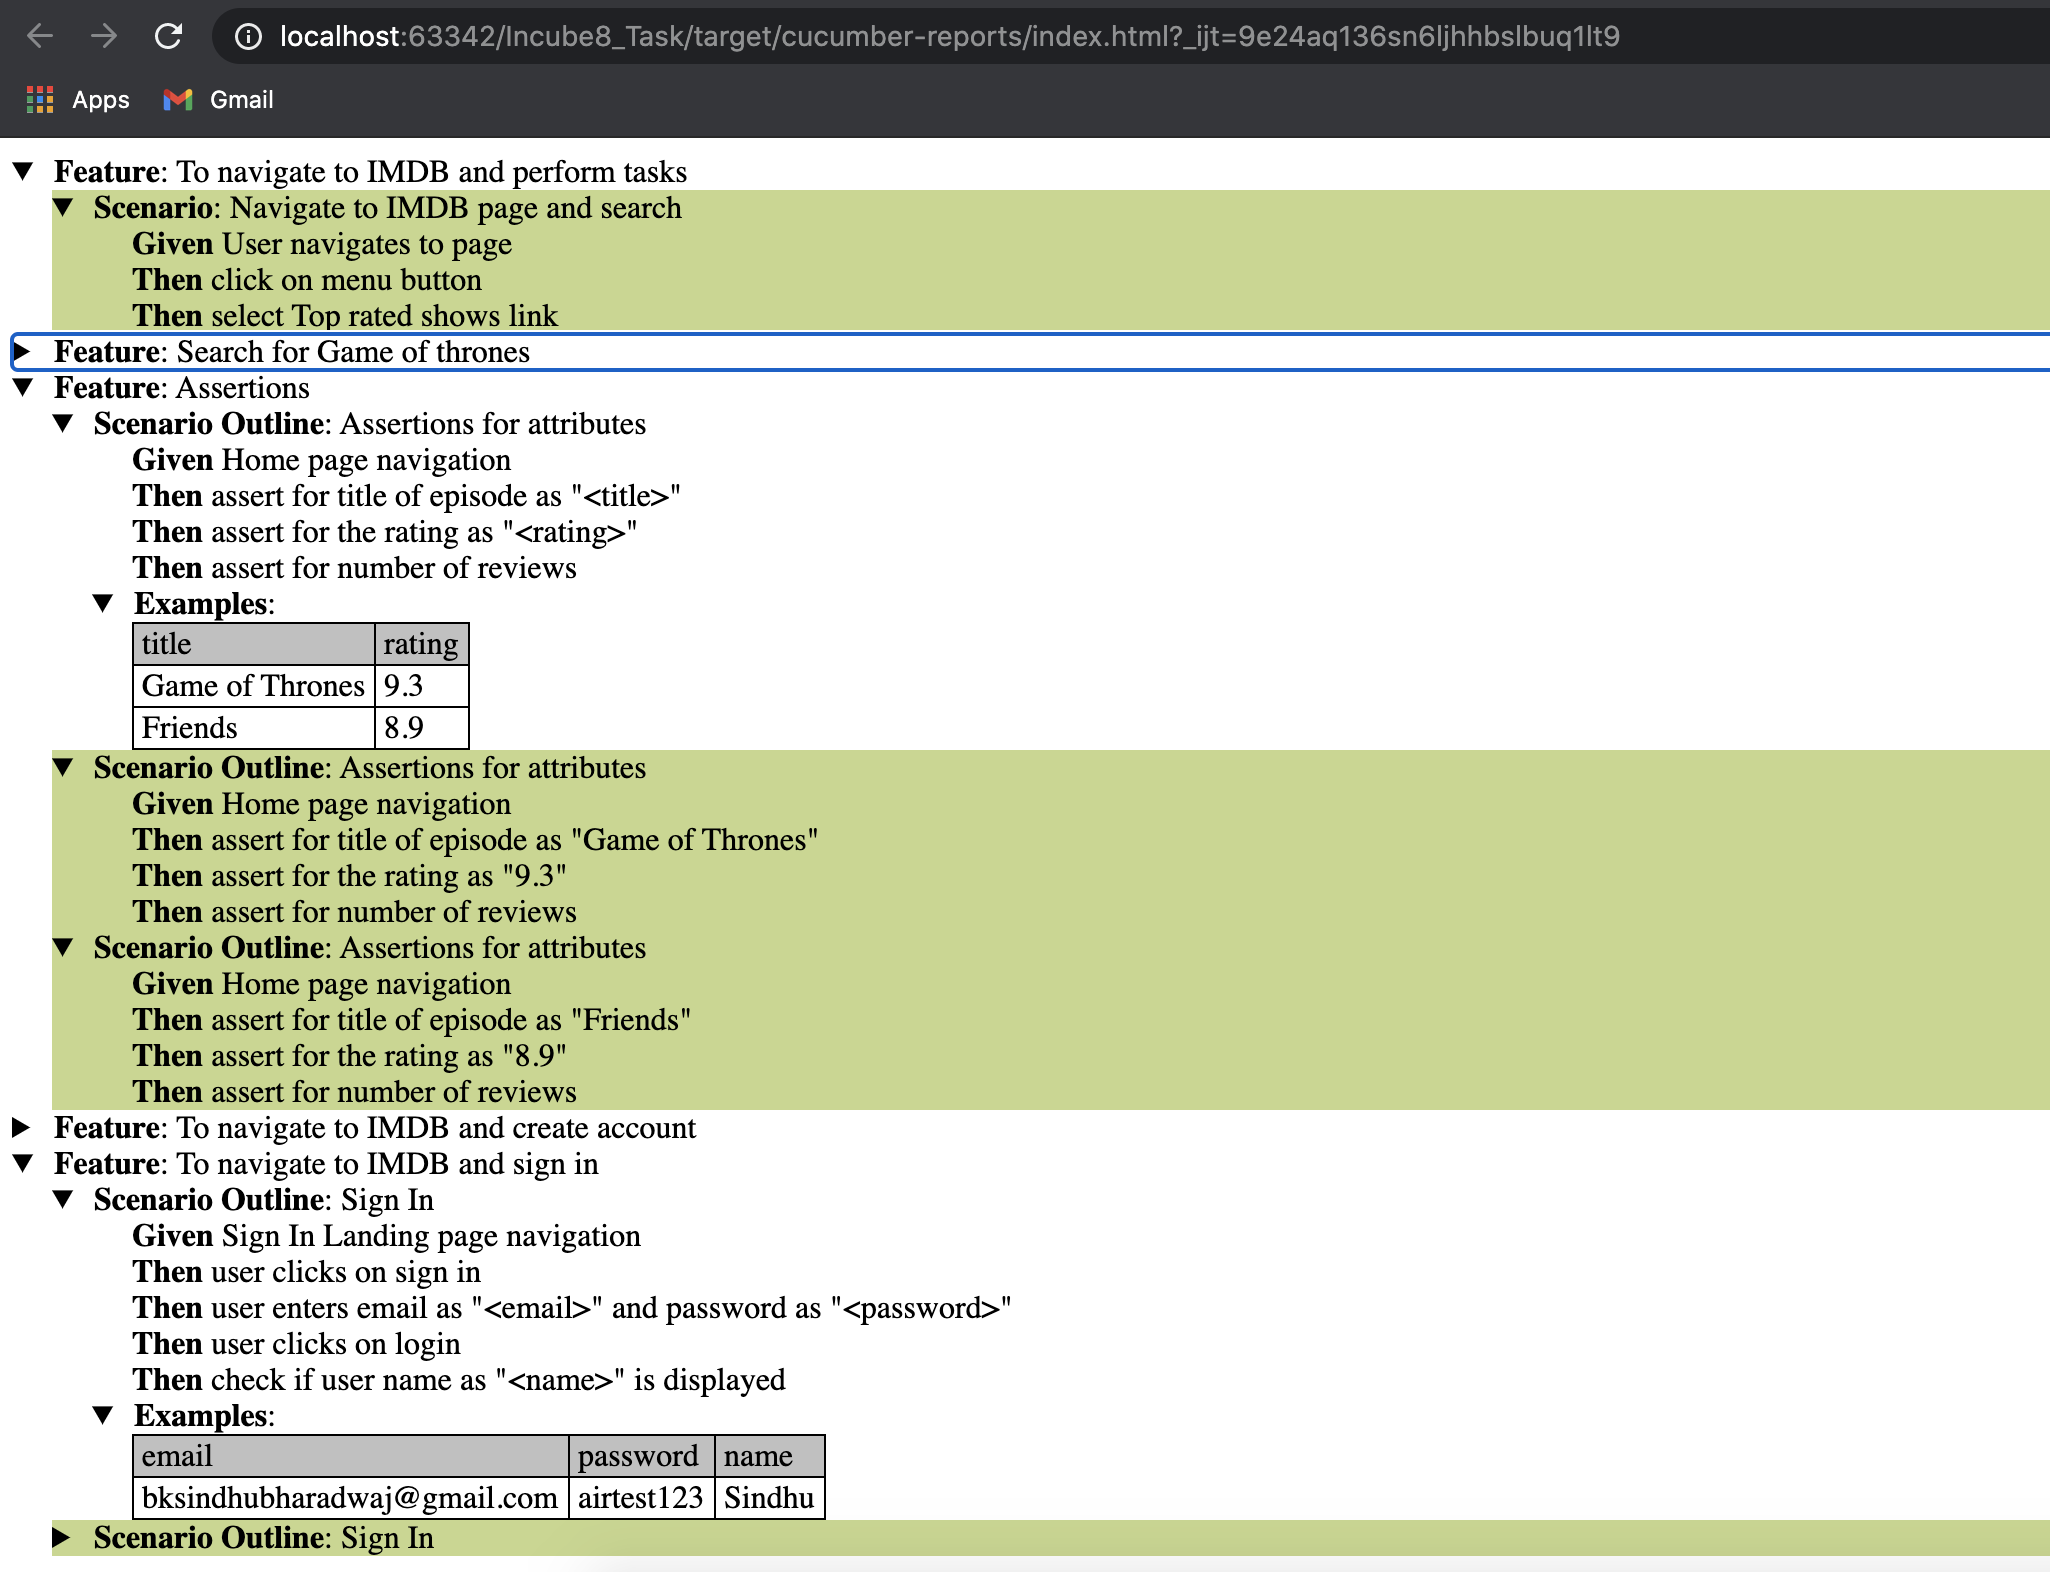 localhost:63342/Incube8_Task/target/cucumber-reports/index.html?_ijt=9e24aq136sn6ljhhbslbuq1lt9
Apps Gmail
Feature: To navigate to IMDB and perform tasks
Scenario: Navigate to IMDB page and search
Given User navigates to page
Then click on menu button
Then select Top rated shows link
Feature: Search for Game of thrones
Feature: Assertions
Scenario Outline: Assertions for attributes
Given Home page navigation
Then assert for title of episode as "<title>"
Then assert for the rating as "<rating>"
Then assert for number of reviews
Examples:
title rating
Game of Thrones 9.3
Friends 8.9
Scenario Outline: Assertions for attributes
Given Home page navigation
Then assert for title of episode as "Game of Thrones"
Then assert for the rating as "9.3"
Then assert for number of reviews
Scenario Outline: Assertions for attributes
Given Home page navigation
Then assert for title of episode as "Friends"
Then assert for the rating as "8.9"
Then assert for number of reviews
Feature: To navigate to IMDB and create account
Feature: To navigate to IMDB and sign in
Scenario Outline: Sign In
Given Sign In Landing page navigation
Then user clicks on sign in
Then user enters email as "<email>" and password as "<password>"
Then user clicks on login
Then check if user name as "<name>" is displayed
Examples:
email password name
bksindhubharadwaj@gmail.com airtest123 Sindhu
Scenario Outline: Sign In